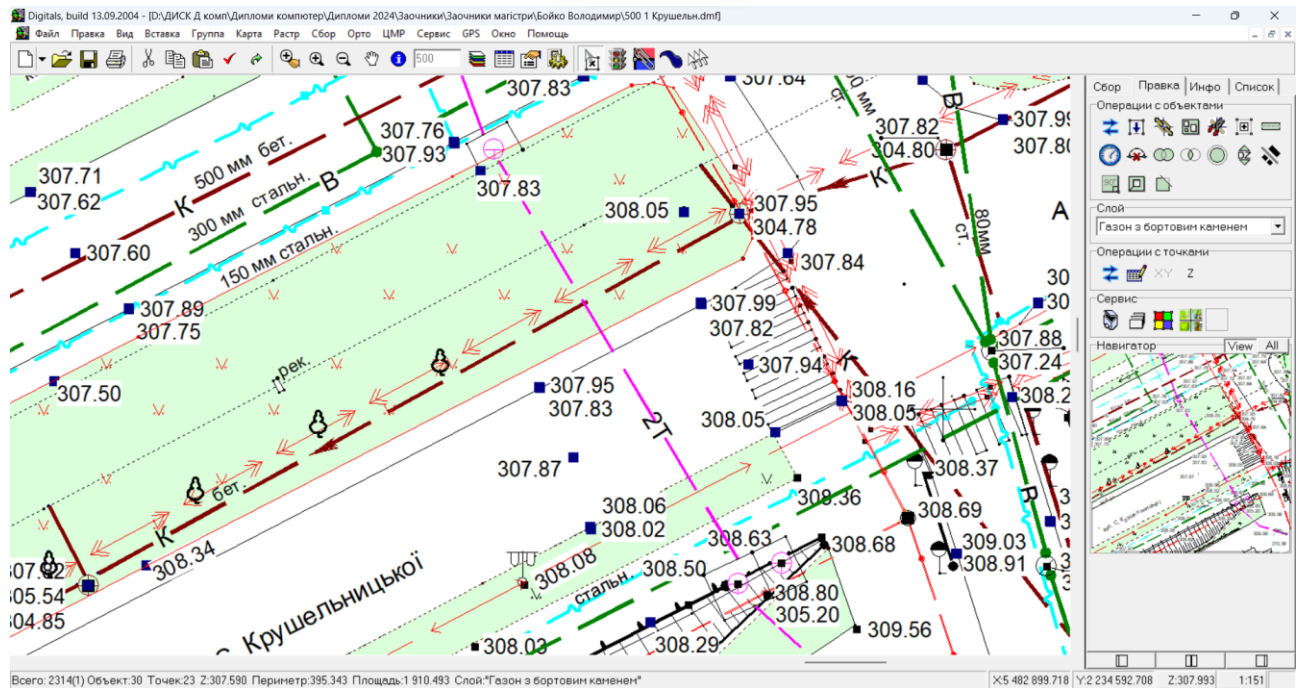 Digitals, build 13.09.2004 - [D:\ДИСК Д комп\Дипломи компютер\Дипломи 2024\Заочники\Заочники магістри\Бойко Володимир\500 1 Крушельн.dmf]
Файл Правка Вид Вставка Группа Карта Растр Сбор Орто ЦМР Сервис GPS Окно Помощь
500
Сбор Правка Инфо Список
Операции с объектами
Слой
Газон з бортовим каменем
Операции с точками
XY Z
Сервис
Навигатор View All
307.83
307.64
307.76
307.93
307.82
304.80
307.71
307.62
500 мм бет.
К
300 мм стальн.
В
307.83
308.05
307.95
304.78
К
В
80мм
ст.
А
307.60
150 мм стальн.
307.84
307.89
307.75
307.99
307.82
307.88
307.24
рек.
307.50
307.94
К
307.95
307.83
308.16
308.05
308.05
2Т
307.87
308.37
308.36
бет.
К
308.06
308.02
308.69
В
308.63
308.68
309.03
308.91
308.34
308.08
308.50
стальн.
308.80
305.20
305.54
304.85
Крушельницької
308.03
308.29
309.56
Всего: 2314(1) Объект:30 Точек:23 Z:307.590 Периметр:395.343 Площадь:1 910.493 Слой:"Газон з бортовим каменем"
X:5 482 899.718 Y:2 234 592.708 Z:307.993 1:151